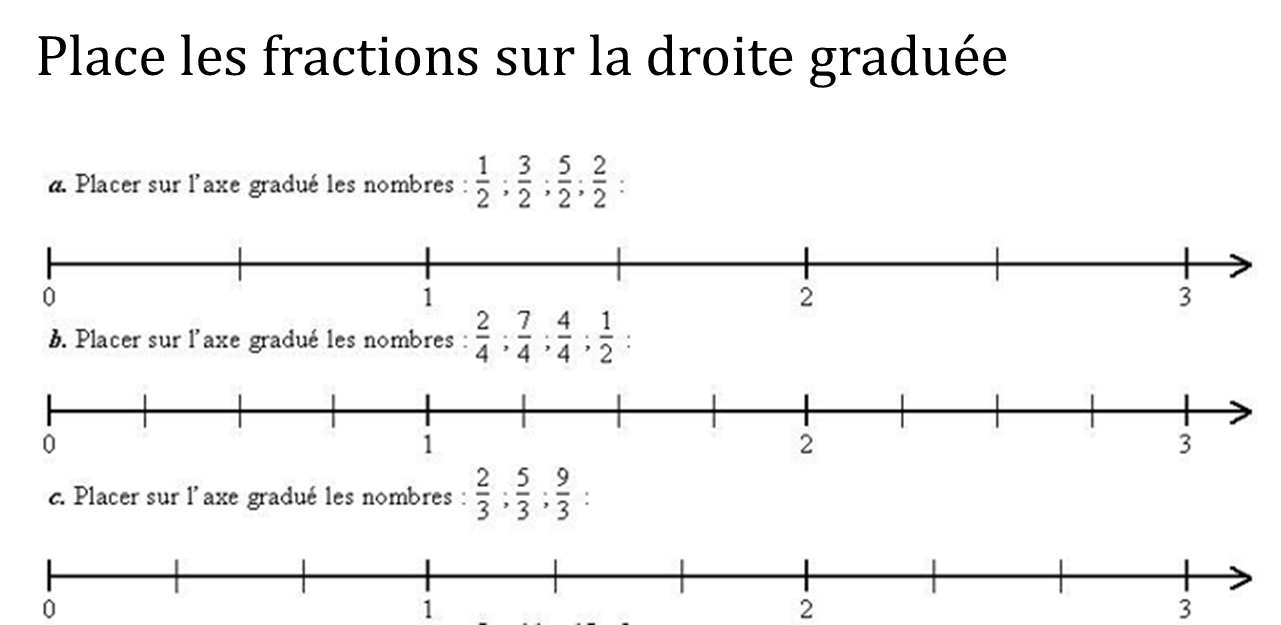 Place les fractions sur la droite graduée
a. Placer sur l'axe gradué les nombres : 1/2 ; 3/2 ; 5/2 ; 2/2 :
0 1 2 3
b. Placer sur l'axe gradué les nombres : 2/4 ; 7/4 ; 4/4 ; 1/2 :
0 1 2 3
c. Placer sur l'axe gradué les nombres : 2/3 ; 5/3 ; 9/3 :
0 1 2 3